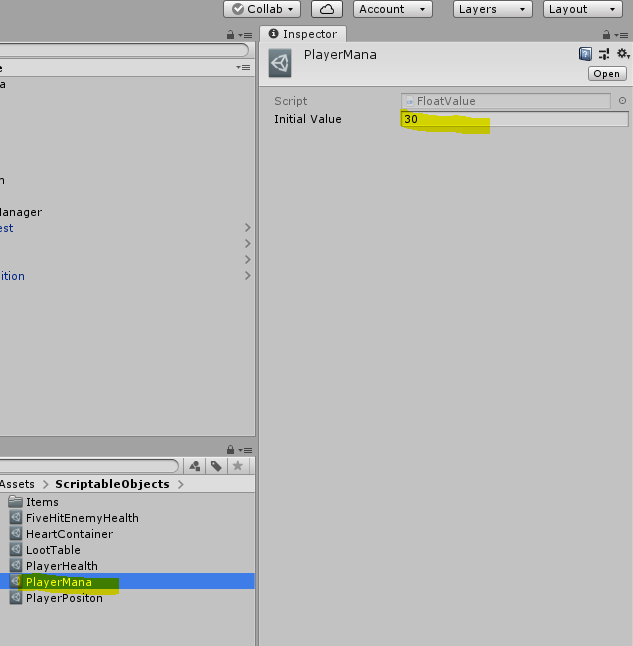 Collab
Account
Layers
Layout
Inspector
PlayerMana
Open
Script
FloatValue
Initial Value
30
e
a
n
Manager
est
ition
Assets > ScriptableObjects >
Items
FiveHitEnemyHealth
HeartContainer
LootTable
PlayerHealth
PlayerMana
PlayerPositon